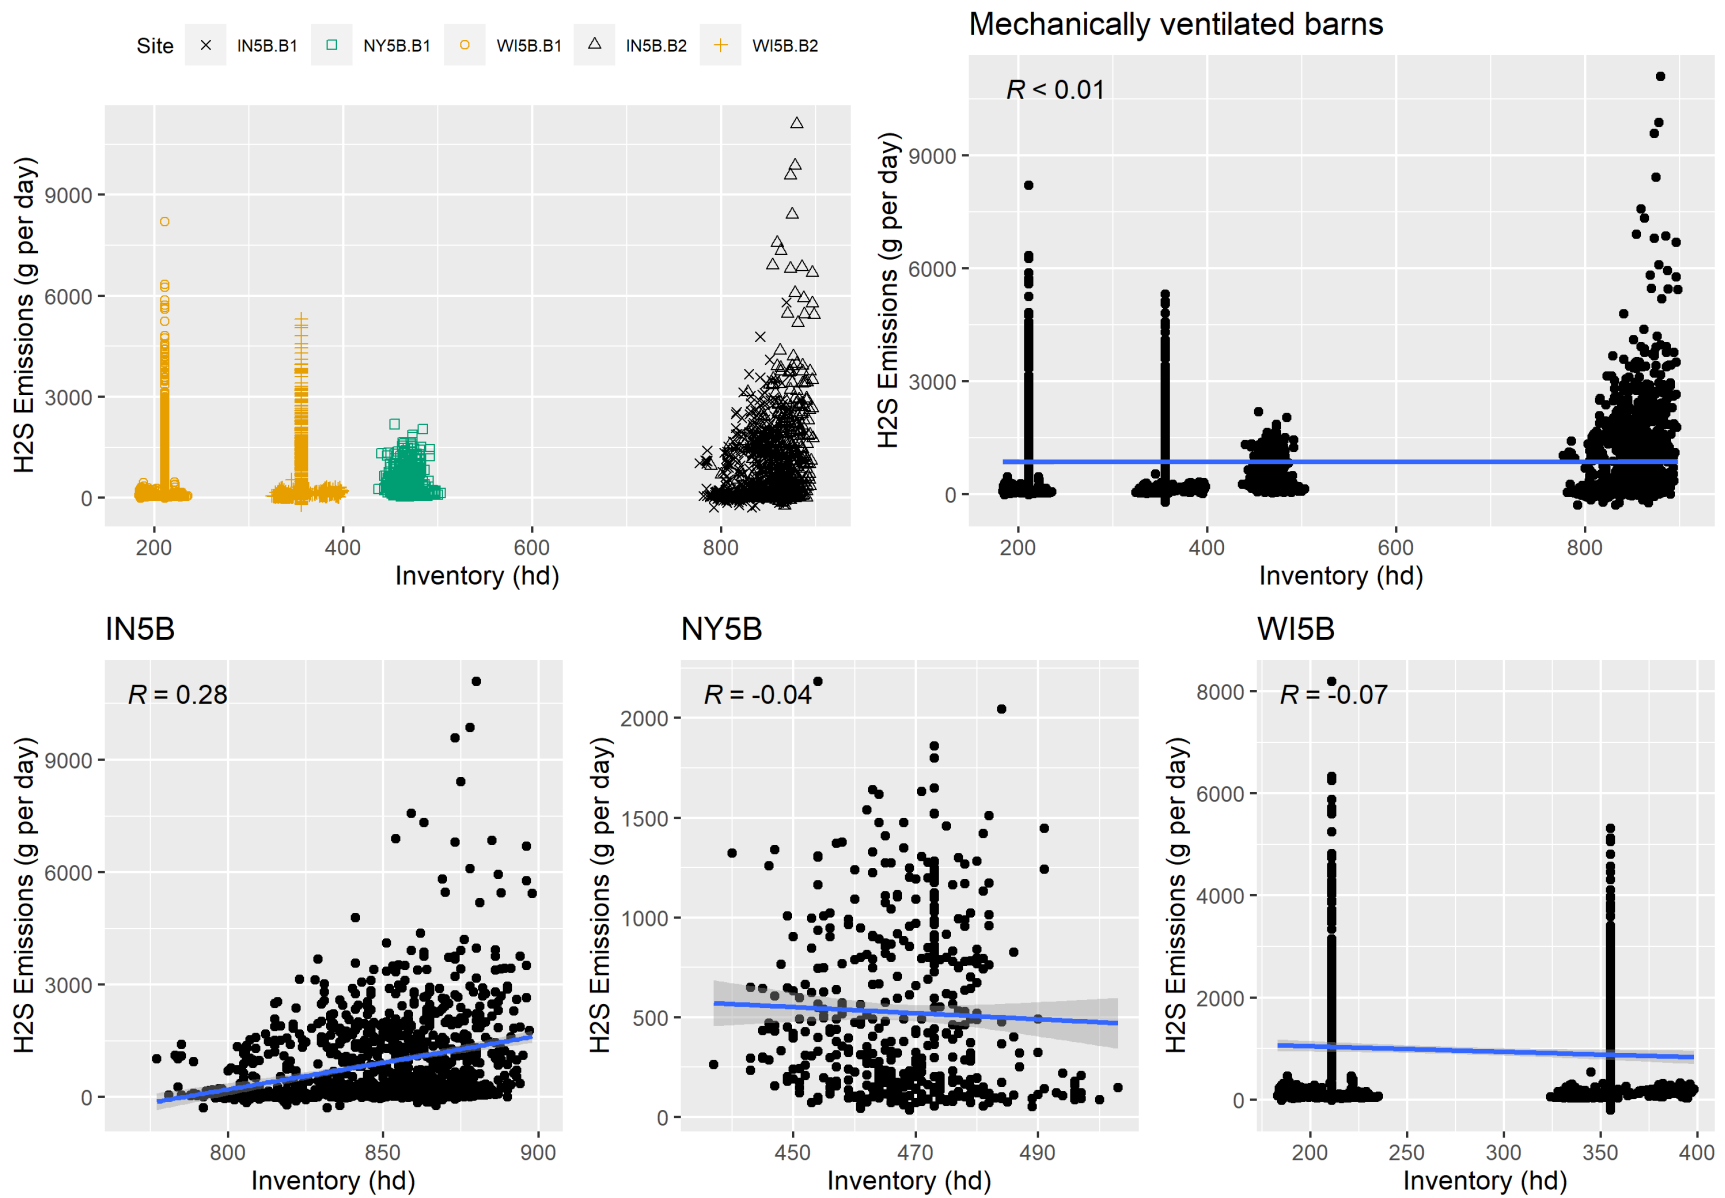 Site IN5B.B1 NY5B.B1 WI5B.B1 IN5B.B2 WI5B.B2
H2S Emissions (g per day)
9000
6000
3000
0
200 400 600 800
Inventory (hd)
Mechanically ventilated barns
R < 0.01
H2S Emissions (g per day)
9000
6000
3000
0
200 400 600 800
Inventory (hd)
IN5B
R = 0.28
H2S Emissions (g per day)
9000
6000
3000
0
800 850 900
Inventory (hd)
NY5B
R = -0.04
H2S Emissions (g per day)
2000
1500
1000
500
0
450 470 490
Inventory (hd)
WI5B
R = -0.07
H2S Emissions (g per day)
8000
6000
4000
2000
0
200 250 300 350 400
Inventory (hd)